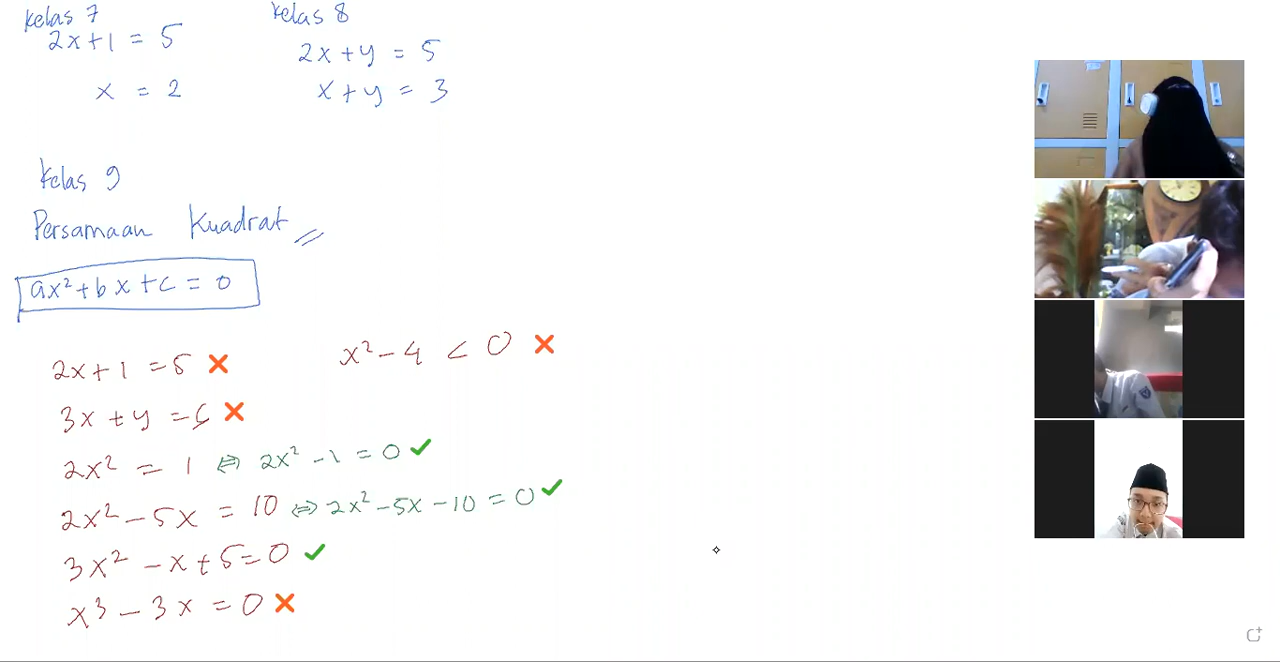 kelas 7
2x+1 = 5
x = 2
kelas 8
2x+y = 5
x+y = 3
Kelas 9
Persamaan Kuadrat
ax²+bx+c = 0
2x+1 = 5 ✗
3x+y = 5 ✗
2x² = 1 ⇔ 2x²-1 = 0 ✓
2x²-5x = 10 ⇔ 2x²-5x-10 = 0 ✓
3x²-x+5=0 ✓
x³-3x = 0 ✗
x²-4 < 0 ✗